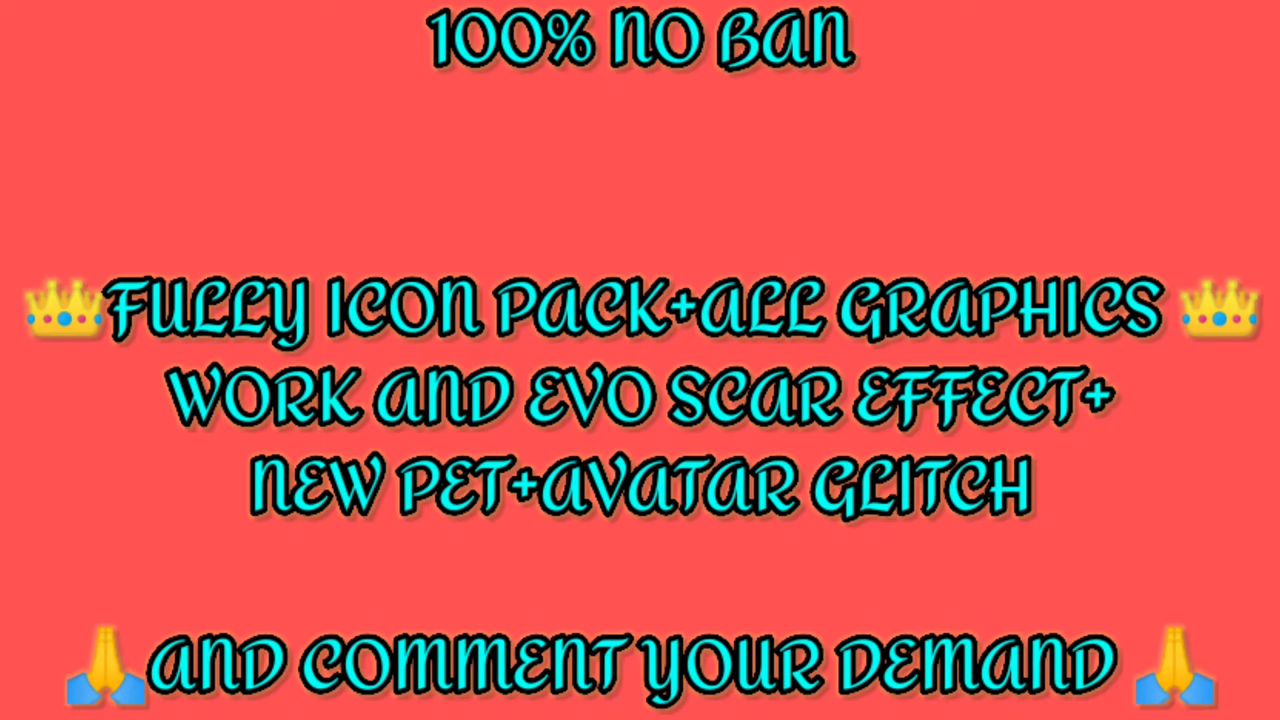 100% NO BAN
👑FULLY ICON PACK+ALL GRAPHICS 👑
WORK AND EVO SCAR EFFECT+
NEW PET+AVATAR GLITCH
🙏AND COMMENT YOUR DEMAND 🙏